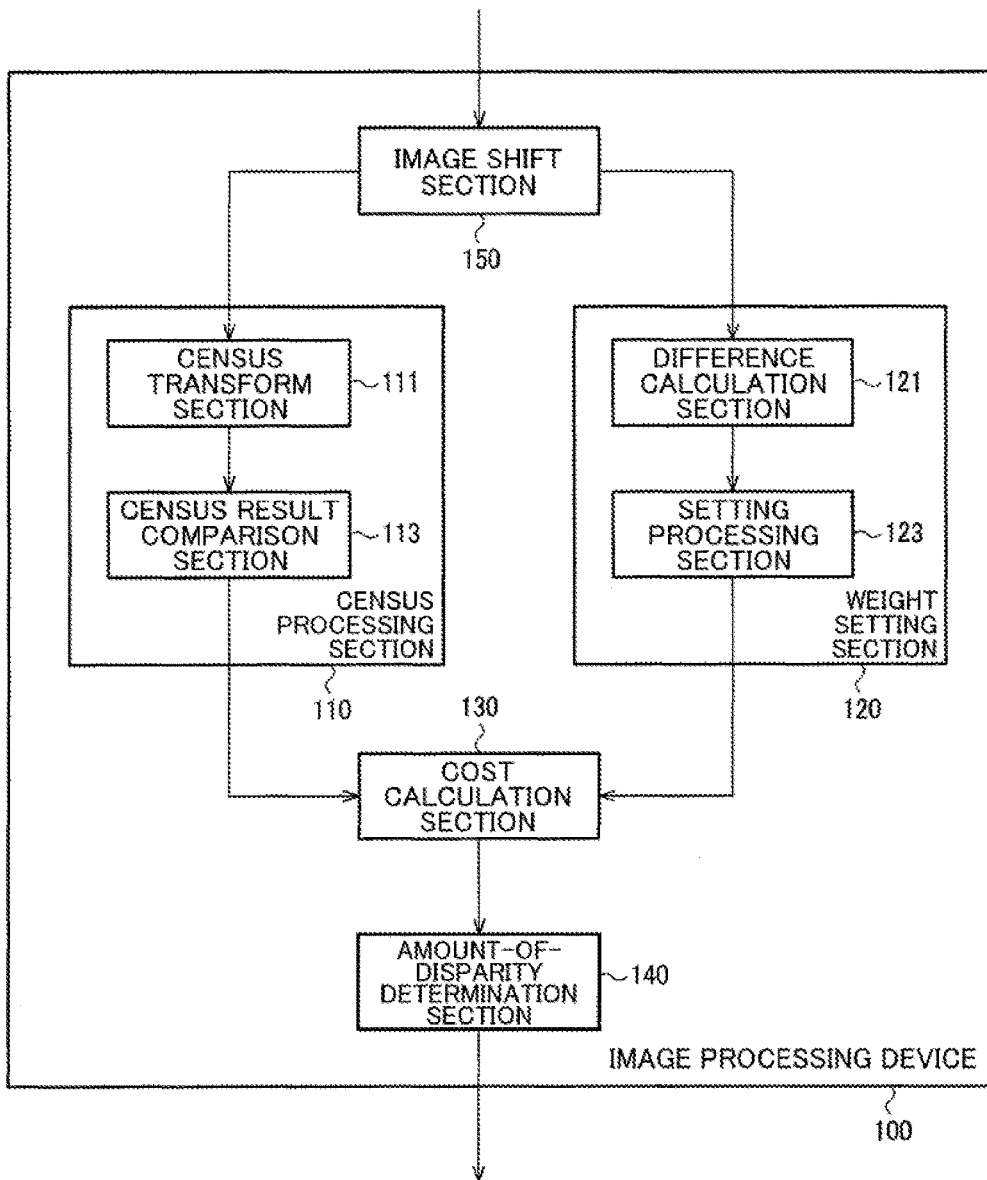 IMAGE SHIFT
SECTION
150
CENSUS
TRANSFORM
SECTION
111
DIFFERENCE
CALCULATION
SECTION
121
CENSUS RESULT
COMPARISON
SECTION
113
SETTING
PROCESSING
SECTION
123
CENSUS
PROCESSING
SECTION
110
WEIGHT
SETTING
SECTION
120
130
COST
CALCULATION
SECTION
AMOUNT-OF-
DISPARITY
DETERMINATION
SECTION
140
IMAGE PROCESSING DEVICE
100